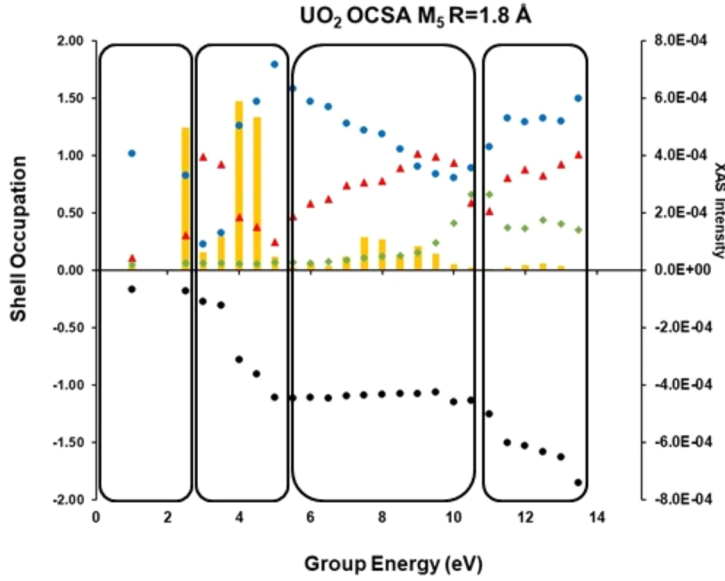 UO₂ OCSA M₅ R=1.8 Å
2.00
1.50
1.00
0.50
0.00
-0.50
-1.00
-1.50
-2.00
Shell Occupation
8.0E-04
6.0E-04
4.0E-04
2.0E-04
0.0E+00
-2.0E-04
-4.0E-04
-6.0E-04
-8.0E-04
XAS Intensity
0 2 4 6 8 10 12 14
Group Energy (eV)